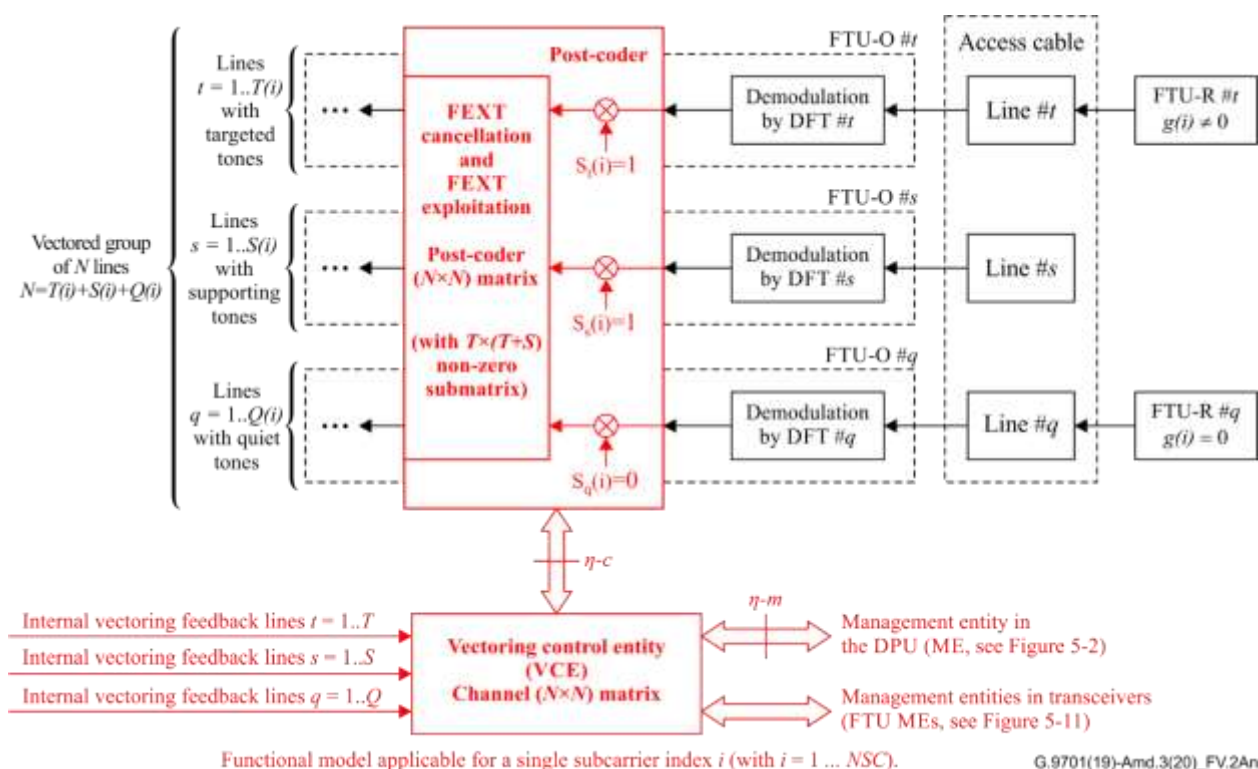 Vectored group
of N lines
N=T(i)+S(i)+Q(i)
Lines
t = 1..T(i)
with
targeted
tones
Lines
s = 1..S(i)
with
supporting
tones
Lines
q = 1..Q(i)
with quiet
tones
...
...
...
Post-coder
FEXT
cancellation
and
FEXT
exploitation
Post-coder
(N×N) matrix
(with T×(T+S)
non-zero
submatrix)
Sₜ(i)=1
Sₛ(i)=1
S_q(i)=0
FTU-O #t
Demodulation
by DFT #t
FTU-O #s
Demodulation
by DFT #s
FTU-O #q
Demodulation
by DFT #q
Access cable
Line #t
Line #s
Line #q
FTU-R #t
g(i) ≠ 0
FTU-R #q
g(i) = 0
η-c
η-m
Internal vectoring feedback lines t = 1..T
Internal vectoring feedback lines s = 1..S
Internal vectoring feedback lines q = 1..Q
Vectoring control entity
(VCE)
Channel (N×N) matrix
Management entity in
the DPU (ME, see Figure 5-2)
Management entities in transceivers
(FTU MEs, see Figure 5-11)
Functional model applicable for a single subcarrier index i (with i = 1 ... NSC).
G.9701(19)-Amd.3(20)_FV.2An